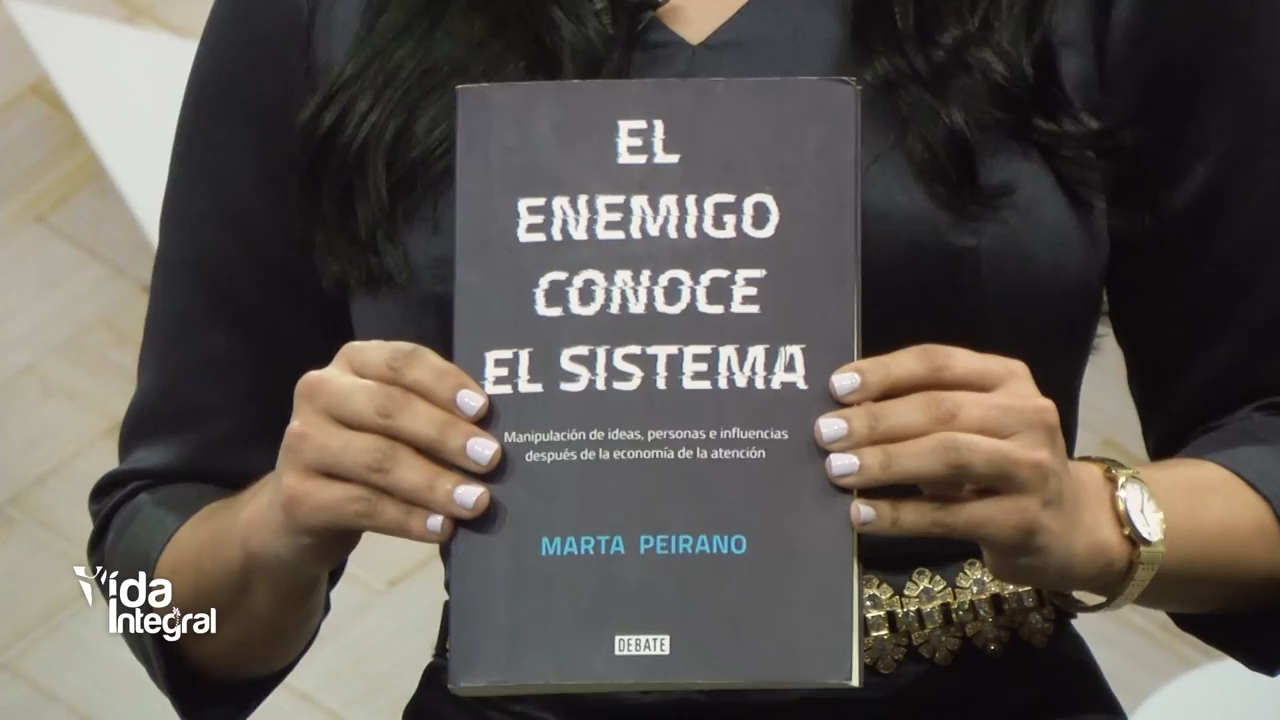 EL
ENEMIGO
CONOCE
EL SISTEMA
Manipulación de ideas, personas e influencias
después de la economía de la atención
MARTA PEIRANO
DEBATE
Vida
Integral